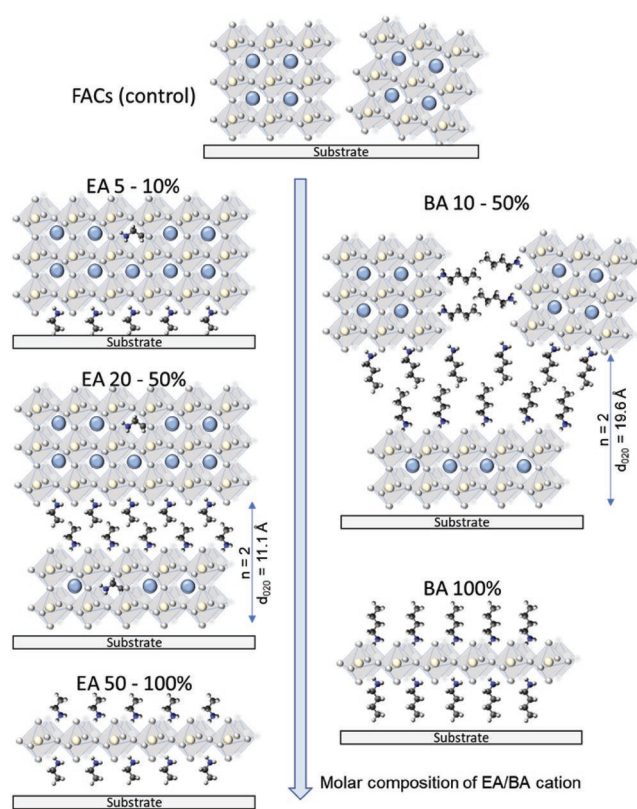 FACs (control)
Substrate
EA 5 - 10%
Substrate
EA 20 - 50%
n = 2
d020 = 11.1 Å
Substrate
EA 50 - 100%
Substrate
BA 10 - 50%
n = 2
d020 = 19.6 Å
Substrate
BA 100%
Substrate
Molar composition of EA/BA cation